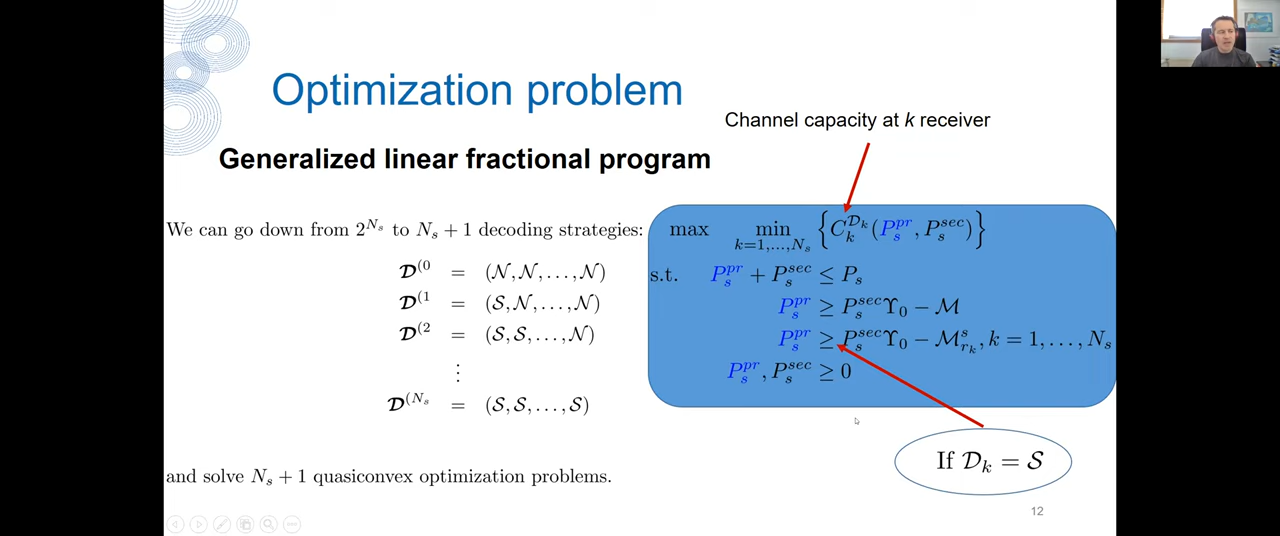 Optimization problem
Channel capacity at k receiver
Generalized linear fractional program
We can go down from 2^{N_s} to N_s + 1 decoding strategies:
𝓓^{(0} = (𝒩, 𝒩, . . . , 𝒩)
𝓓^{(1} = (𝒮, 𝒩, . . . , 𝒩)
𝓓^{(2} = (𝒮, 𝒮, . . . , 𝒩)
⋮
𝓓^{(N_s} = (𝒮, 𝒮, . . . , 𝒮)
and solve N_s + 1 quasiconvex optimization problems.
max min_{k=1,...,N_s} {C_k^{𝒟_k}(P_s^{pr}, P_s^{sec})}
s.t. P_s^{pr} + P_s^{sec} ≤ P_s
P_s^{pr} ≥ P_s^{sec}ϒ_0 − ℳ
P_s^{pr} ≥ P_s^{sec}ϒ_0 − ℳ_{r_k}^s, k = 1, . . . , N_s
P_s^{pr}, P_s^{sec} ≥ 0
If 𝒟_k = 𝒮
12